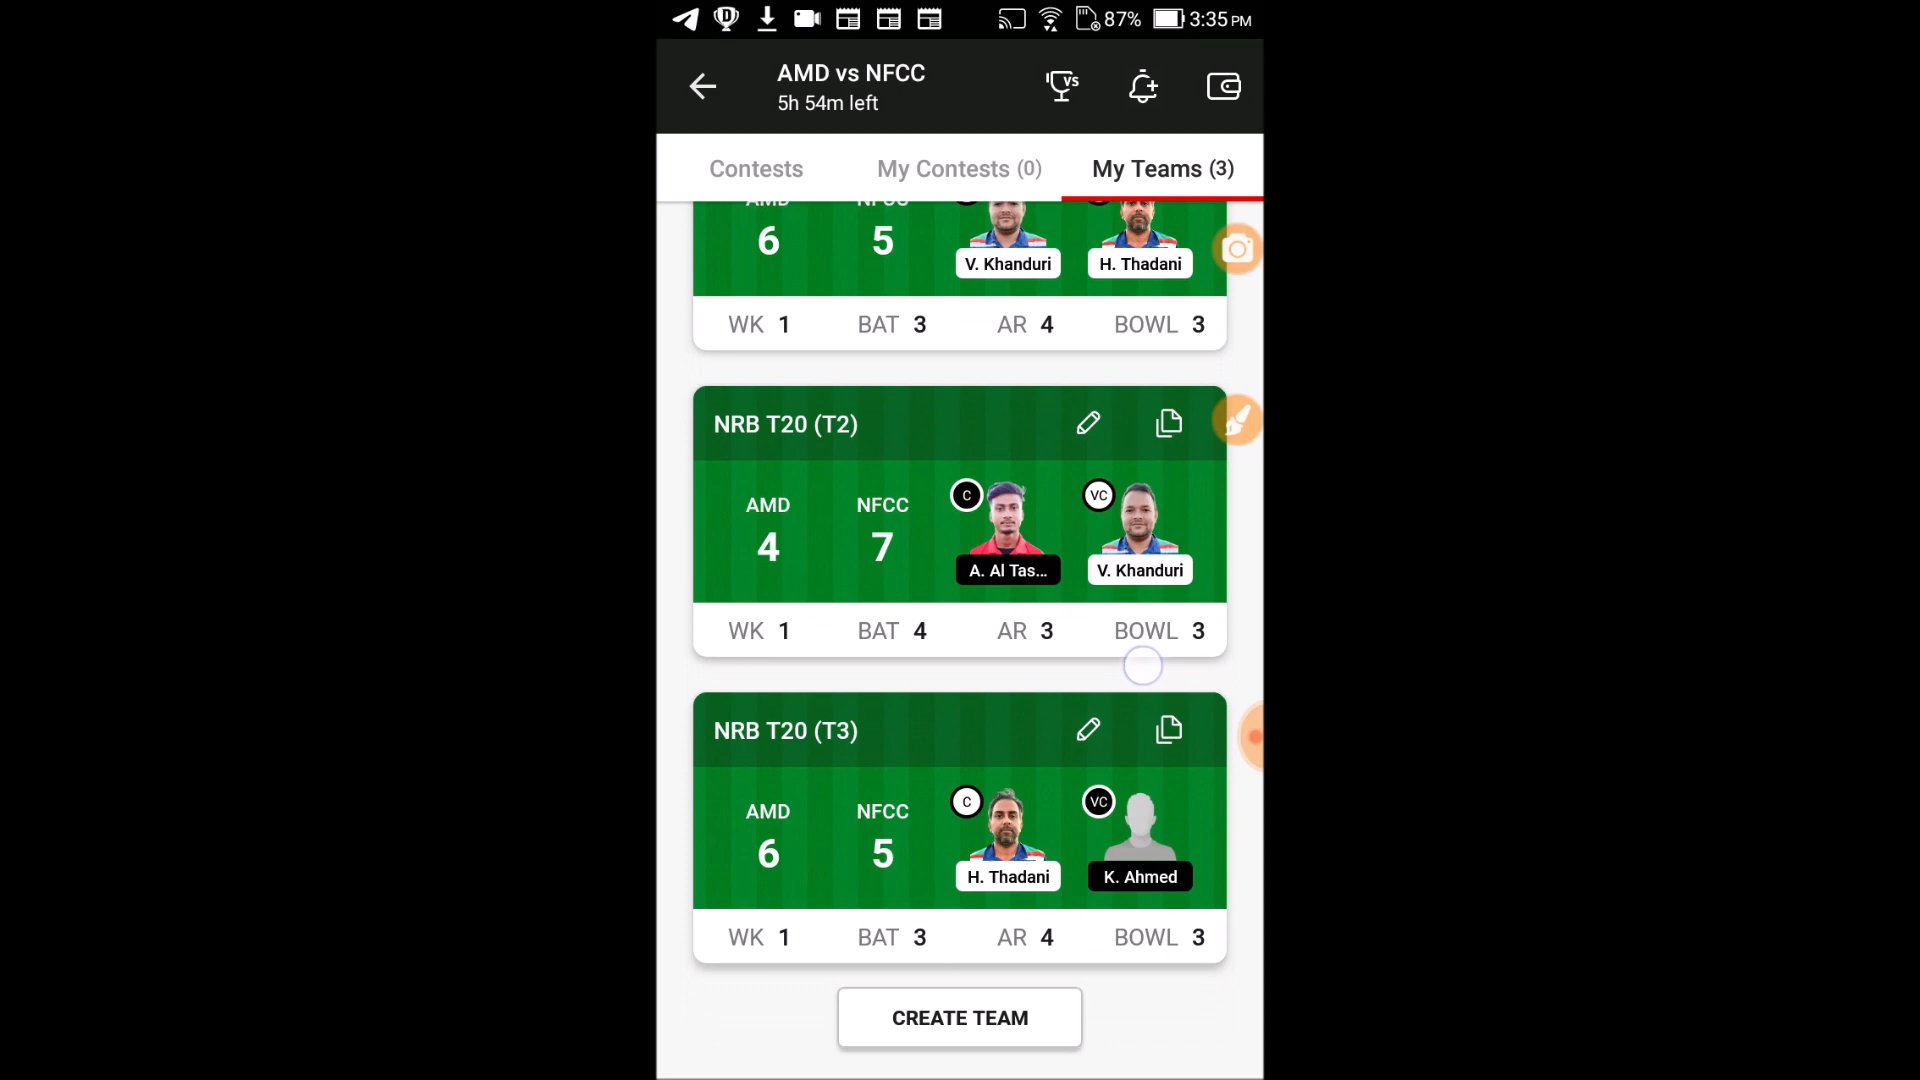 87% 3:35 PM
AMD vs NFCC
VS
5h 54m left
Contests My Contests (0) My Teams (3)
AMD NFCC
6 5
V. Khanduri H. Thadani
WK 1 BAT 3 AR 4 BOWL 3
NRB T20 (T2)
AMD NFCC C VC
4 7
A. Al Tas... V. Khanduri
WK 1 BAT 4 AR 3 BOWL 3
NRB T20 (T3)
AMD NFCC C VC
6 5
H. Thadani K. Ahmed
WK 1 BAT 3 AR 4 BOWL 3
CREATE TEAM